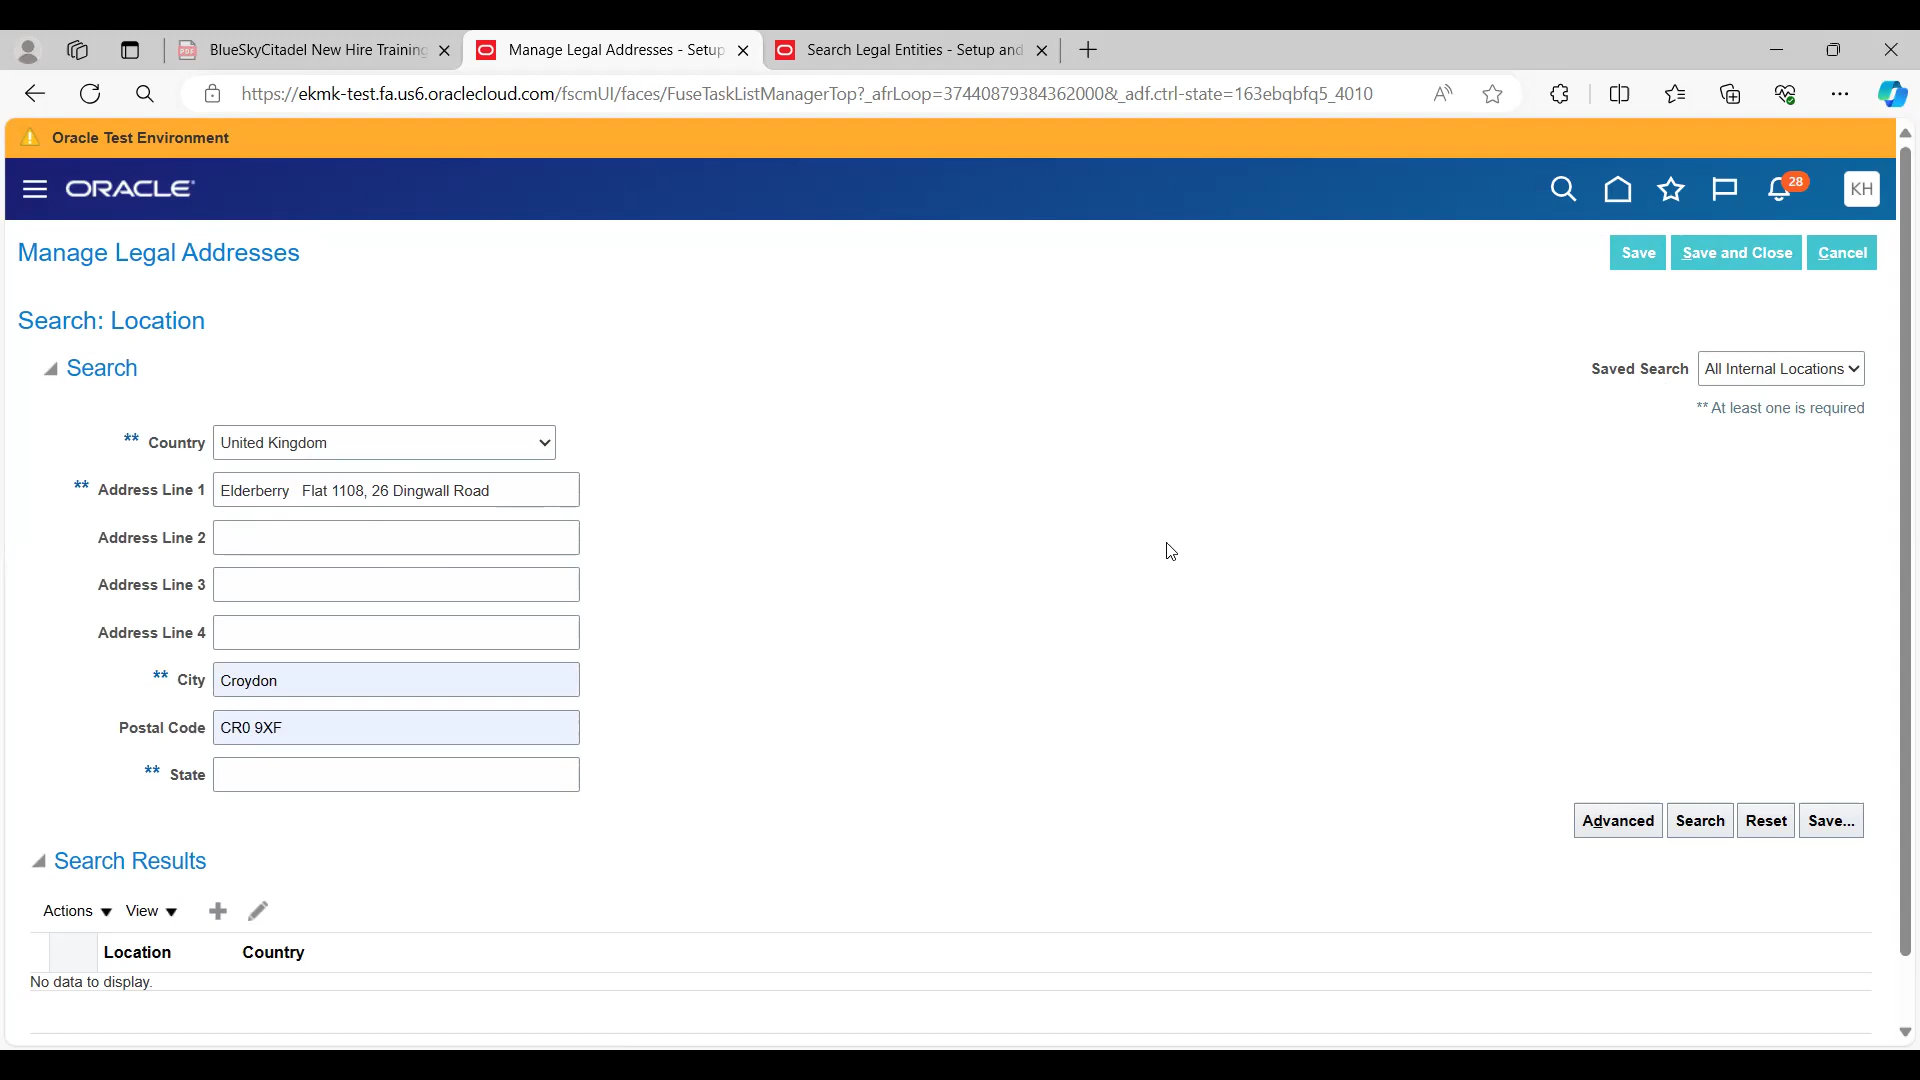 BlueSkyCitadel New Hire Training
Manage Legal Addresses - Setup
Search Legal Entities - Setup and
https://ekmk-test.fa.us6.oraclecloud.com/fscmUI/faces/FuseTaskListManagerTop?_afrLoop=37440879384362000&_adf.ctrl-state=163ebqbfq5_4010
Oracle Test Environment
ORACLE
28
KH
Manage Legal Addresses
Save
Save and Close
Cancel
Search: Location
Search
Saved Search All Internal Locations
** At least one is required
** Country United Kingdom
** Address Line 1 Elderberry   Flat 1108, 26 Dingwall Road
Address Line 2
Address Line 3
Address Line 4
** City Croydon
Postal Code CR0 9XF
** State
Advanced Search Reset Save...
Search Results
Actions View
Location Country
No data to display.